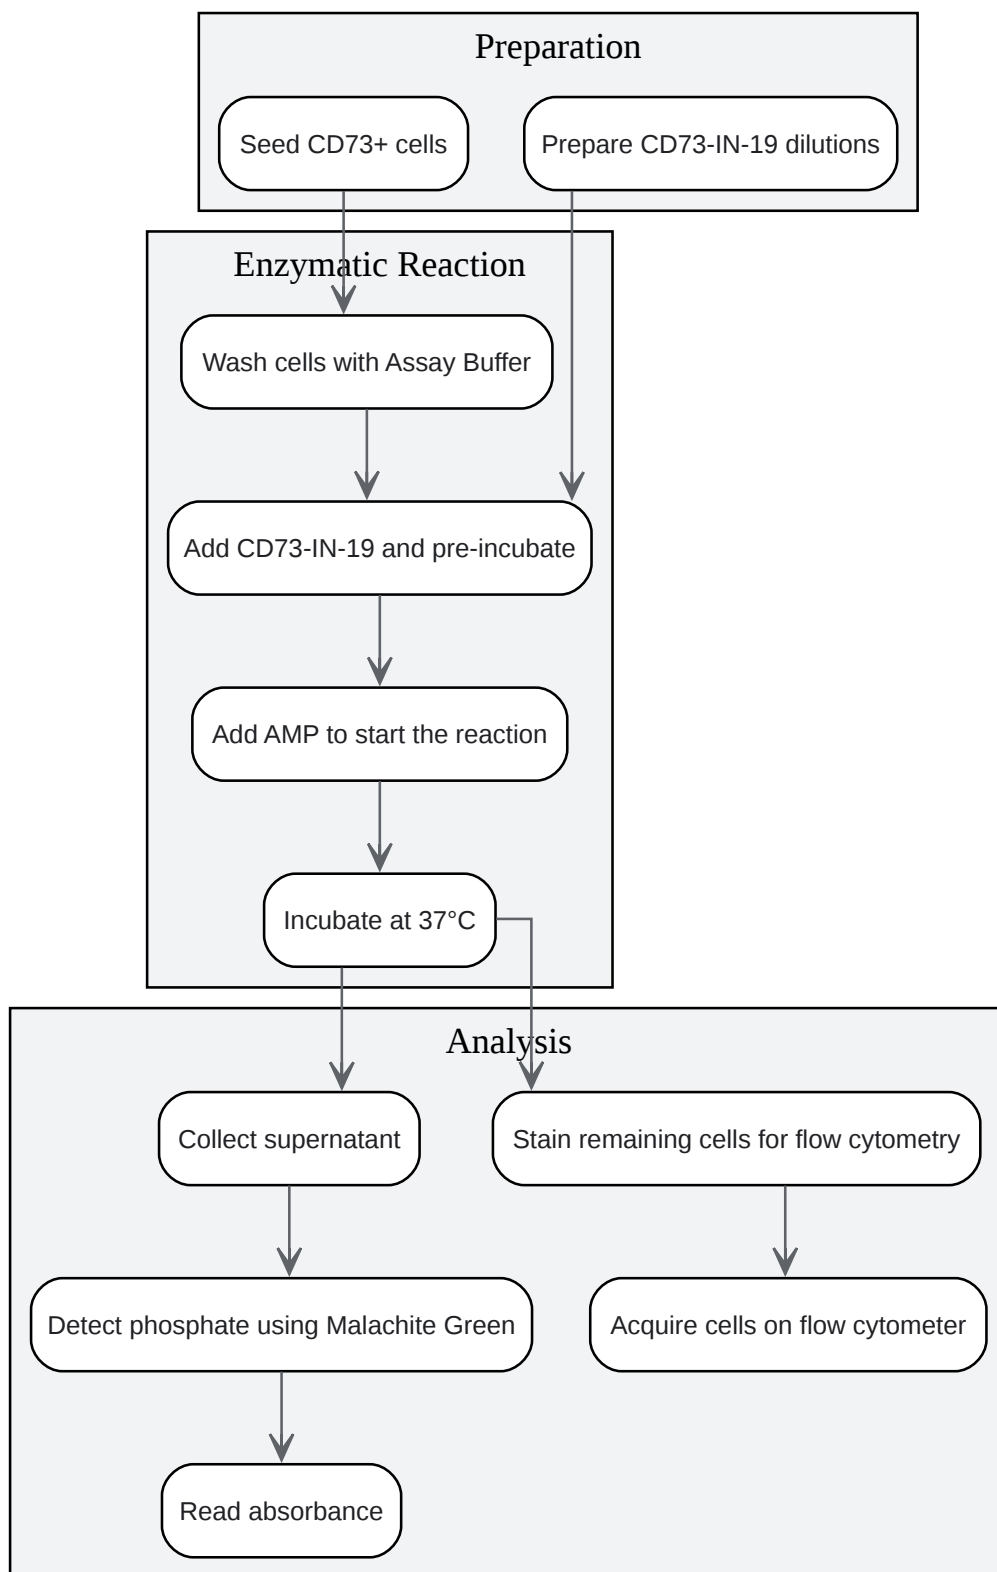 Preparation
Seed CD73+ cells
Prepare CD73-IN-19 dilutions
Enzymatic Reaction
Wash cells with Assay Buffer
Add CD73-IN-19 and pre-incubate
Add AMP to start the reaction
Incubate at 37°C
Analysis
Collect supernatant
Stain remaining cells for flow cytometry
Detect phosphate using Malachite Green
Acquire cells on flow cytometer
Read absorbance